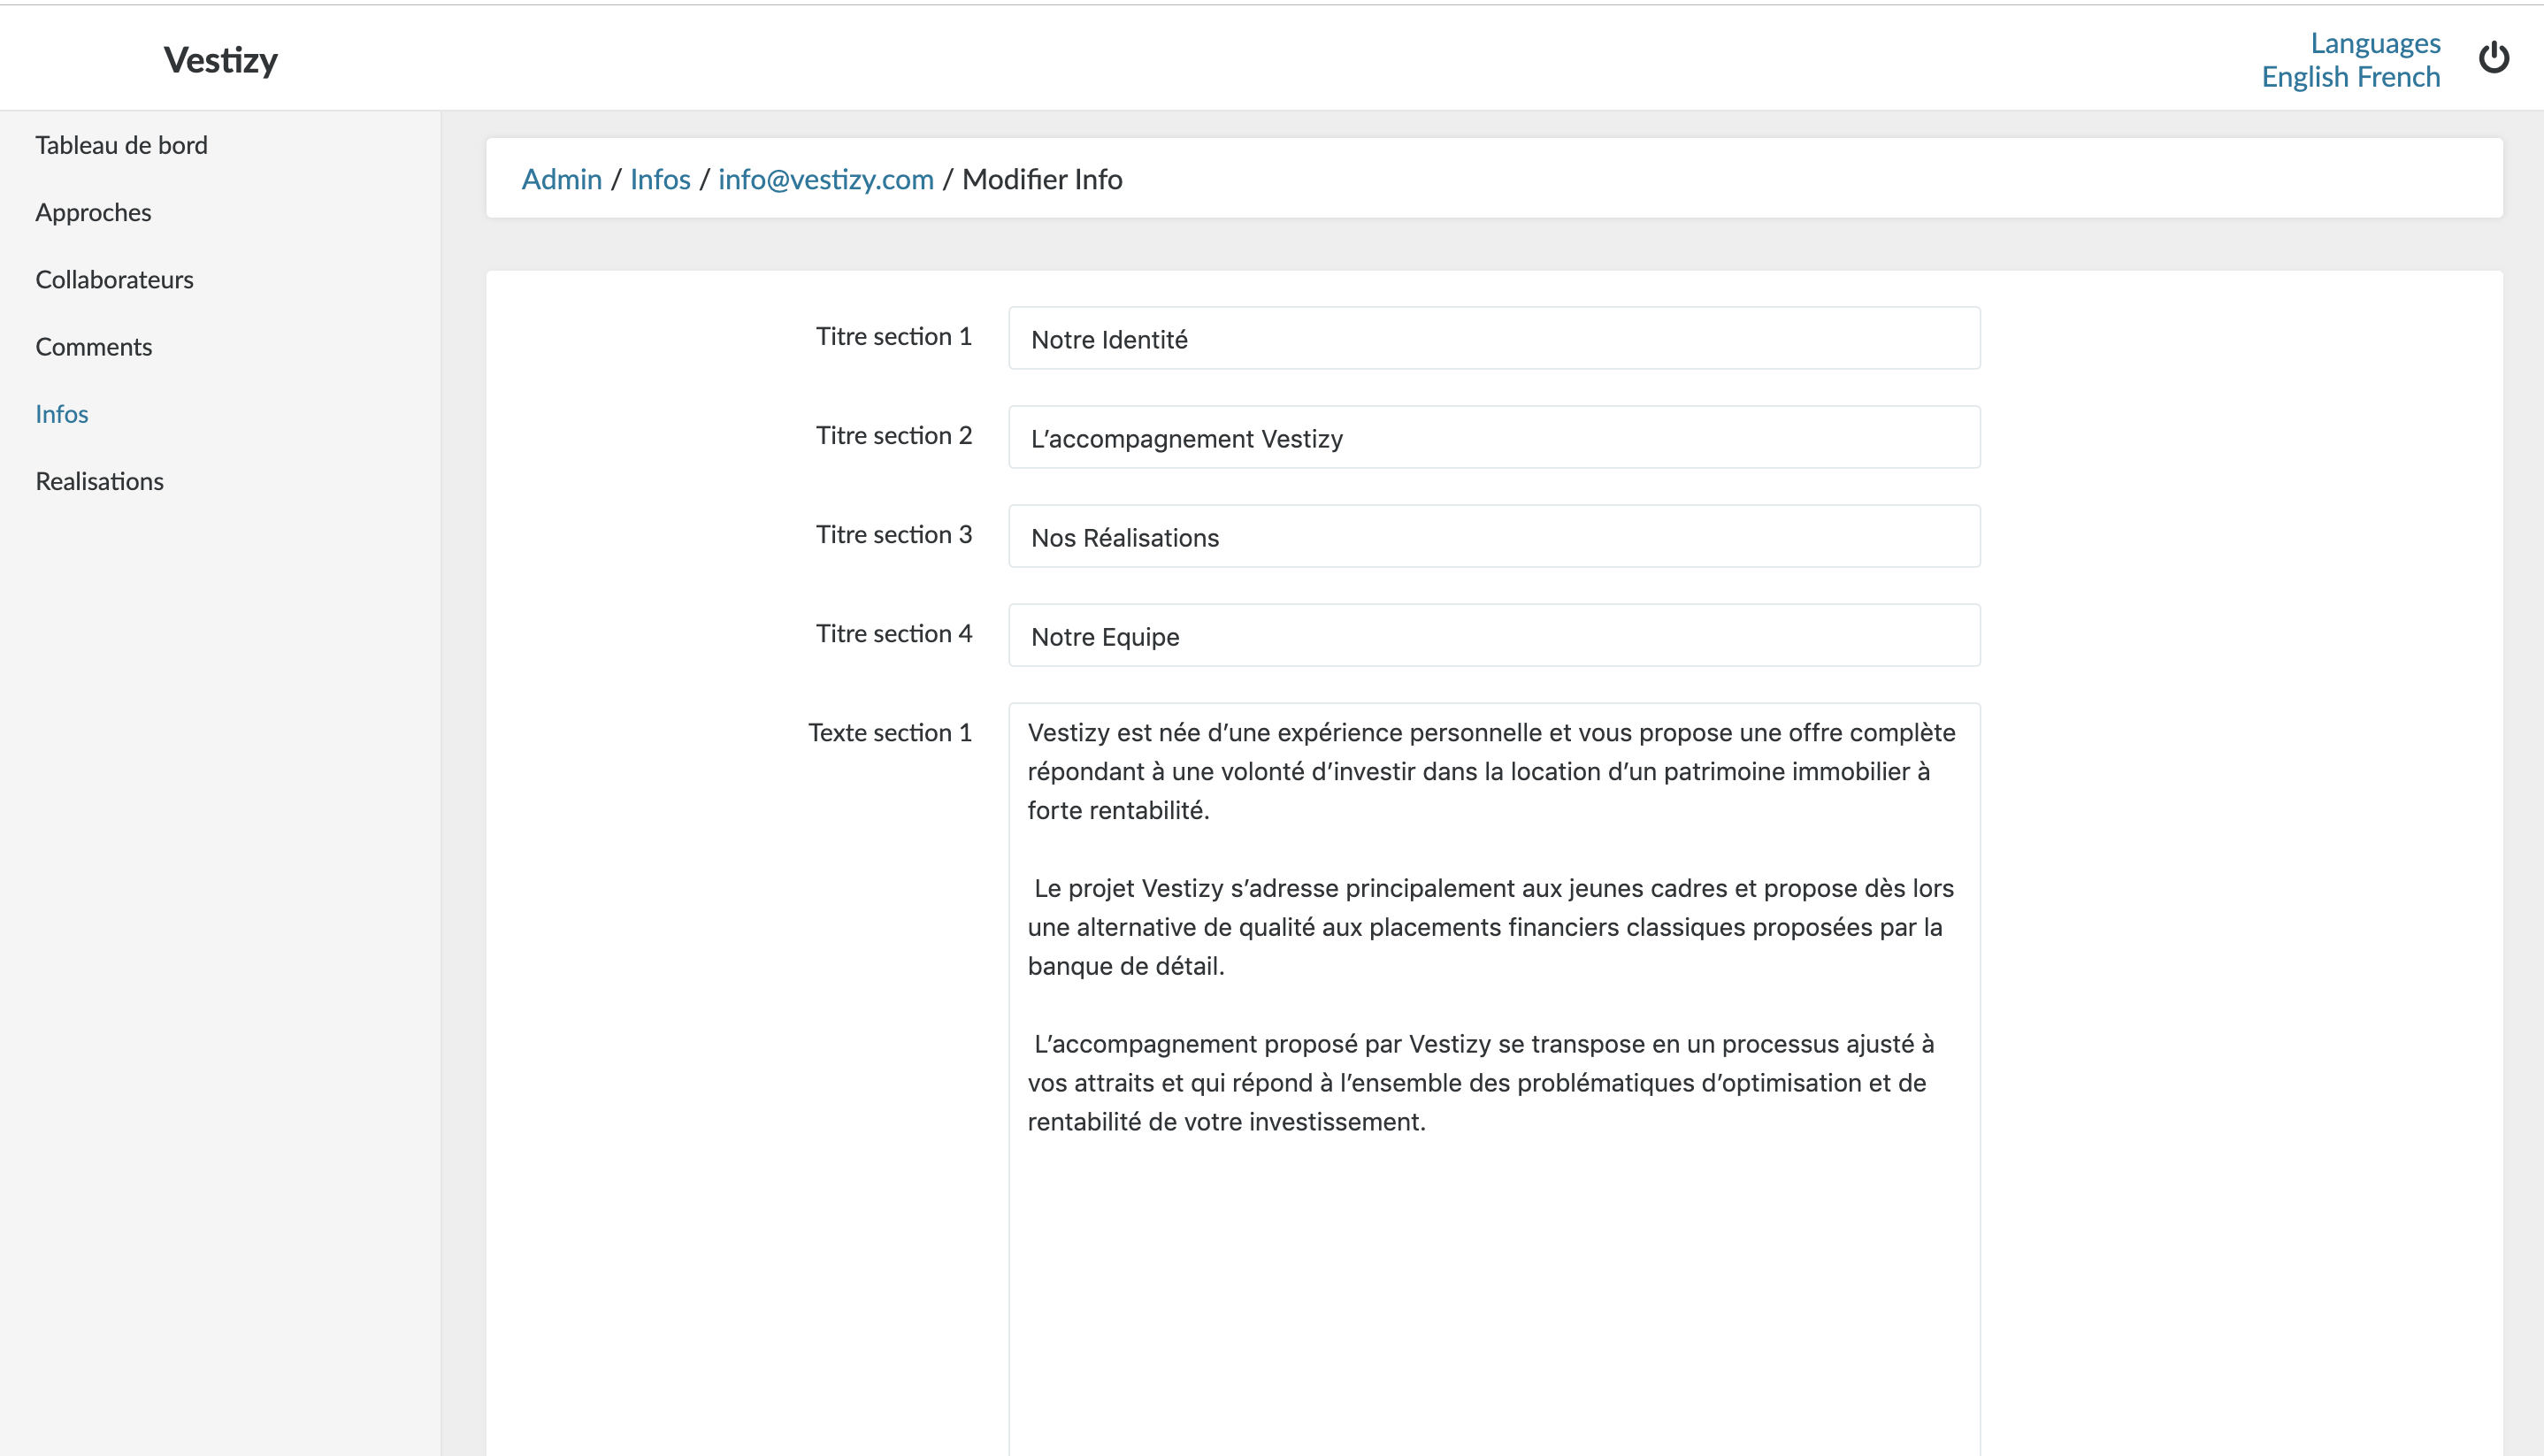 Vestizy
Languages
English French
Tableau de bord
Approches
Collaborateurs
Comments
Infos
Realisations
Admin / Infos / info@vestizy.com / Modifier Info
Titre section 1
Notre Identité
Titre section 2
L’accompagnement Vestizy
Titre section 3
Nos Réalisations
Titre section 4
Notre Equipe
Texte section 1
Vestizy est née d’une expérience personnelle et vous propose une offre complète
répondant à une volonté d’investir dans la location d’un patrimoine immobilier à
forte rentabilité.
Le projet Vestizy s’adresse principalement aux jeunes cadres et propose dès lors
une alternative de qualité aux placements financiers classiques proposées par la
banque de détail.
L’accompagnement proposé par Vestizy se transpose en un processus ajusté à
vos attraits et qui répond à l’ensemble des problématiques d’optimisation et de
rentabilité de votre investissement.